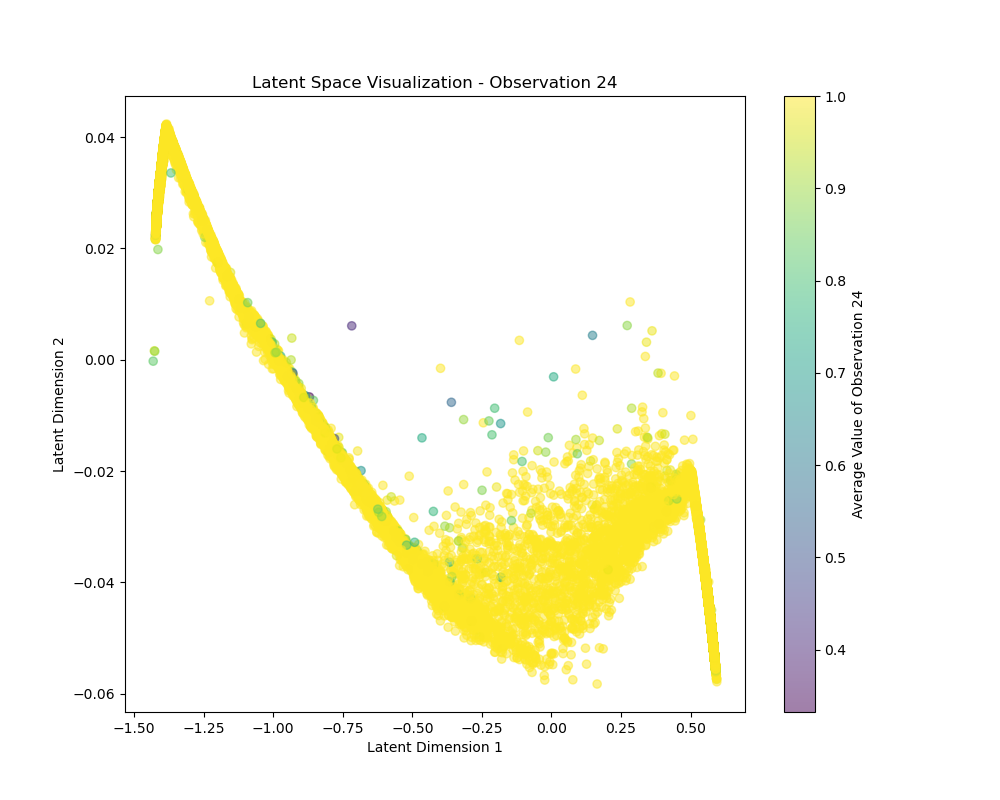 Latent Space Visualization - Observation 24
0.04
0.02
0.00
−0.02
−0.04
−0.06
Latent Dimension 2
−1.50 −1.25 −1.00 −0.75 −0.50 −0.25 0.00 0.25 0.50
Latent Dimension 1
1.0
0.9
0.8
0.7
0.6
0.5
0.4
Average Value of Observation 24